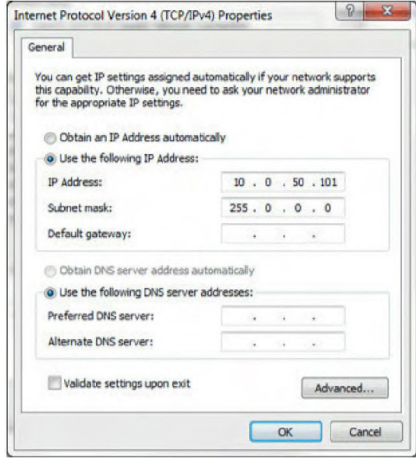 Internet Protocol Version 4 (TCP/IPv4) Properties
General
You can get IP settings assigned automatically if your network supports
this capability. Otherwise, you need to ask your network administrator
for the appropriate IP settings.
Obtain an IP Address automatically
Use the following IP Address:
IP Address: 10 . 0 . 50 . 101
Subnet mask: 255 . 0 . 0 . 0
Default gateway: . . .
Obtain DNS server address automatically
Use the following DNS server addresses:
Preferred DNS server: . . .
Alternate DNS server: . . .
Validate settings upon exit
Advanced...
OK Cancel